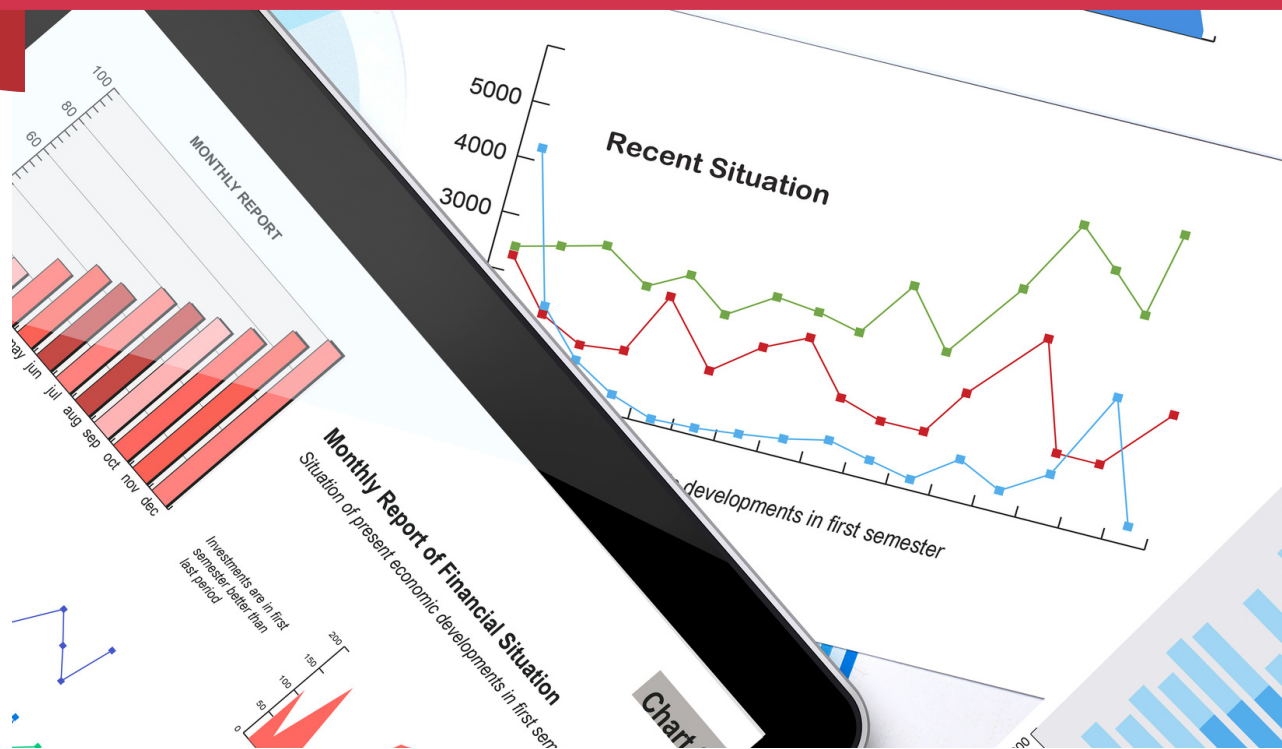 100
80
60
MONTHLY REPORT
jun
jul
aug
sep
oct
nov
dec
5000
4000
3000
Recent Situation
developments in first semester
Monthly Report of Financial Situation
Situation of present economic developments in first sem
Investments are in first
semester better than
last period
200
150
100
50
0
Chart